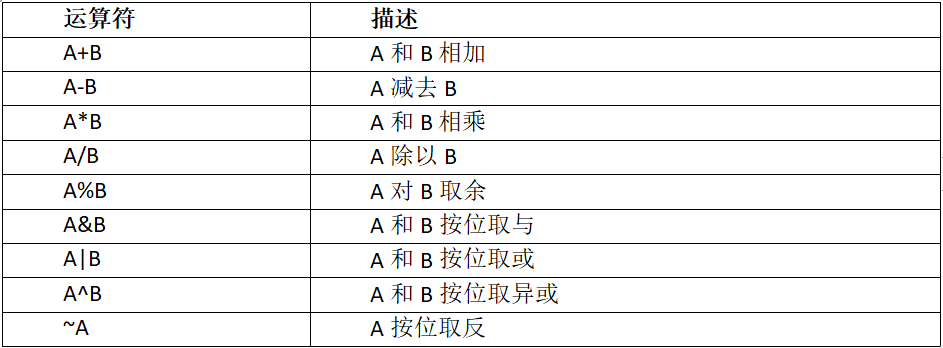 运算符 描述
A+B A 和 B 相加
A-B A 减去 B
A*B A 和 B 相乘
A/B A 除以 B
A%B A 对 B 取余
A&B A 和 B 按位取与
A|B A 和 B 按位取或
A^B A 和 B 按位取异或
~A A 按位取反